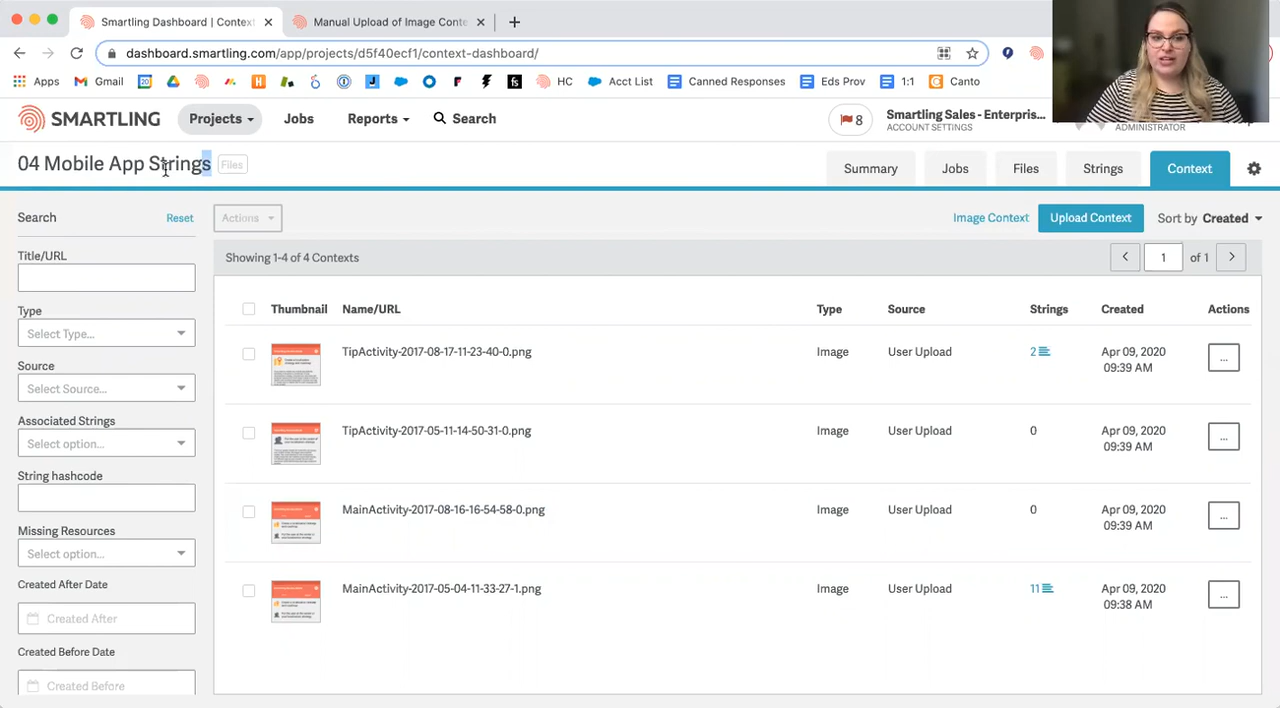 Smartling Dashboard | Contex
Manual Upload of Image Conte
dashboard.smartling.com/app/projects/d5f40ecf1/context-dashboard/
Apps Gmail HC Acct List Canned Responses Eds Prov 1:1 Canto
SMARTLING Projects Jobs Reports Search 8 Smartling Sales - Enterpris...
ACCOUNT SETTINGS ADMINISTRATOR
04 Mobile App Strings Files Summary Jobs Files Strings Context
Search Reset Actions Image Context Upload Context Sort by Created
Showing 1-4 of 4 Contexts 1 of 1
Title/URL
Type
Select Type...
Source
Select Source...
Associated Strings
Select option...
String hashcode
Missing Resources
Select option...
Created After Date
Created After
Created Before Date
Created Before
Thumbnail Name/URL Type Source Strings Created Actions
TipActivity-2017-08-17-11-23-40-0.png Image User Upload 2 Apr 09, 2020
09:39 AM ...
TipActivity-2017-05-11-14-50-31-0.png Image User Upload 0 Apr 09, 2020
09:39 AM ...
MainActivity-2017-08-16-16-54-58-0.png Image User Upload 0 Apr 09, 2020
09:39 AM ...
MainActivity-2017-05-04-11-33-27-1.png Image User Upload 11 Apr 09, 2020
09:38 AM ...